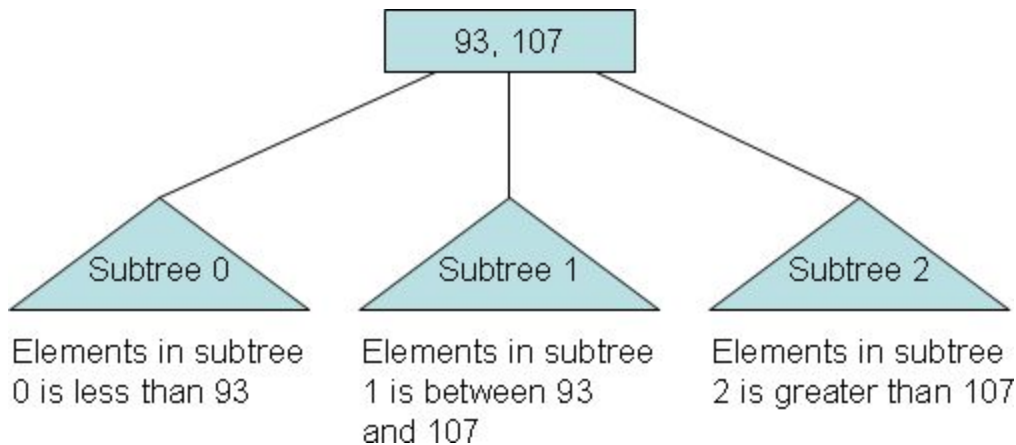 93, 107
Subtree 0
Subtree 1
Subtree 2
Elements in subtree
0 is less than 93
Elements in subtree
1 is between 93
and 107
Elements in subtree
2 is greater than 107